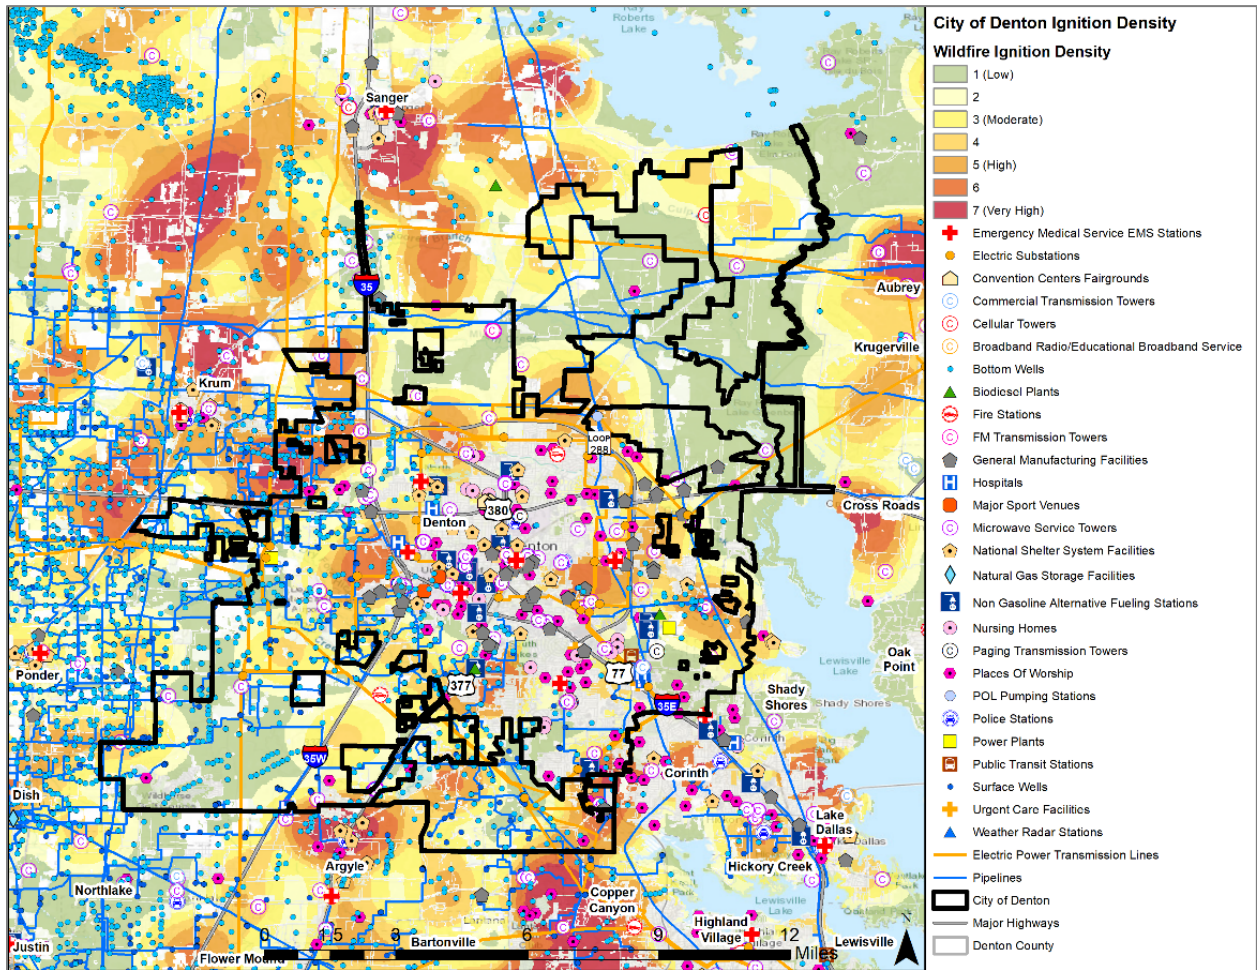 City of Denton Ignition Density
Wildfire Ignition Density
1 (Low)
2
3 (Moderate)
4
5 (High)
6
7 (Very High)
Emergency Medical Service EMS Stations
Electric Substations
Convention Centers Fairgrounds
Commercial Transmission Towers
Cellular Towers
Broadband Radio/Educational Broadband Service
Bottom Wells
Biodiesel Plants
Fire Stations
FM Transmission Towers
General Manufacturing Facilities
Hospitals
Major Sport Venues
Microwave Service Towers
National Shelter System Facilities
Natural Gas Storage Facilities
Non Gasoline Alternative Fueling Stations
Nursing Homes
Paging Transmission Towers
Places Of Worship
POL Pumping Stations
Police Stations
Power Plants
Public Transit Stations
Surface Wells
Urgent Care Facilities
Weather Radar Stations
Electric Power Transmission Lines
Pipelines
City of Denton
Major Highways
Denton County
Roberts
Lake
Sanger
35
Aubrey
Krugerville
Krum
LOOP
288
380
Denton
Cross Roads
Ponder
377
77
35E
Oak
Point
Lewisville
Lake
Shady
Shores
Shady Shores
35W
Corinth
Dish
Lake
Dallas
Hickory Creek
Argyle
Northlake
Copper
Canyon
Lewisville
Lake
Highland
Village
Justin
Bartonville
Lewisville
Flower Mound
0 1.5 3 6 9 12
Miles
N